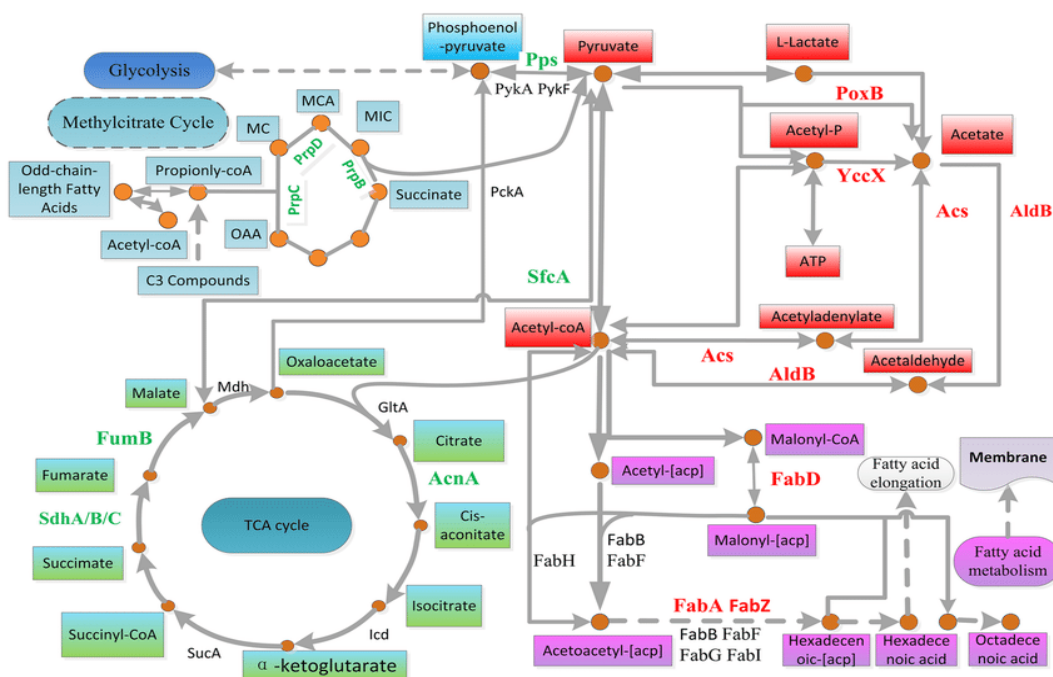 Phosphoenol
-pyruvate
Pps
Pyruvate
L-Lactate
Glycolysis
PykA PykF
PoxB
MCA
MIC
Methylcitrate Cycle
MC
Acetyl-P
Acetate
PrpD
Odd-chain-
length Fatty
Acids
Propionly-coA
PrpB
YccX
PckA
Succinate
PrpC
Acs
AldB
OAA
Acetyl-coA
ATP
C3 Compounds
SfcA
Acetyl-coA
Acetyladenylate
Acs
Oxaloacetate
Acetaldehyde
AldB
Mdh
Malate
GltA
FumB
Citrate
Malonyl-CoA
Fatty acid
elongation
Membrane
Fumarate
AcnA
Acetyl-[acp]
FabD
SdhA/B/C
TCA cycle
Cis-
aconitate
Malonyl-[acp]
Fatty acid
metabolism
FabH
FabB
FabF
Succimate
Isocitrate
FabA FabZ
Succinyl-CoA
Icd
SucA
α-ketoglutarate
Acetoacetyl-[acp]
FabB FabF
FabG FabI
Hexadecen
oic-[acp]
Hexadece
noic acid
Octadece
noic acid